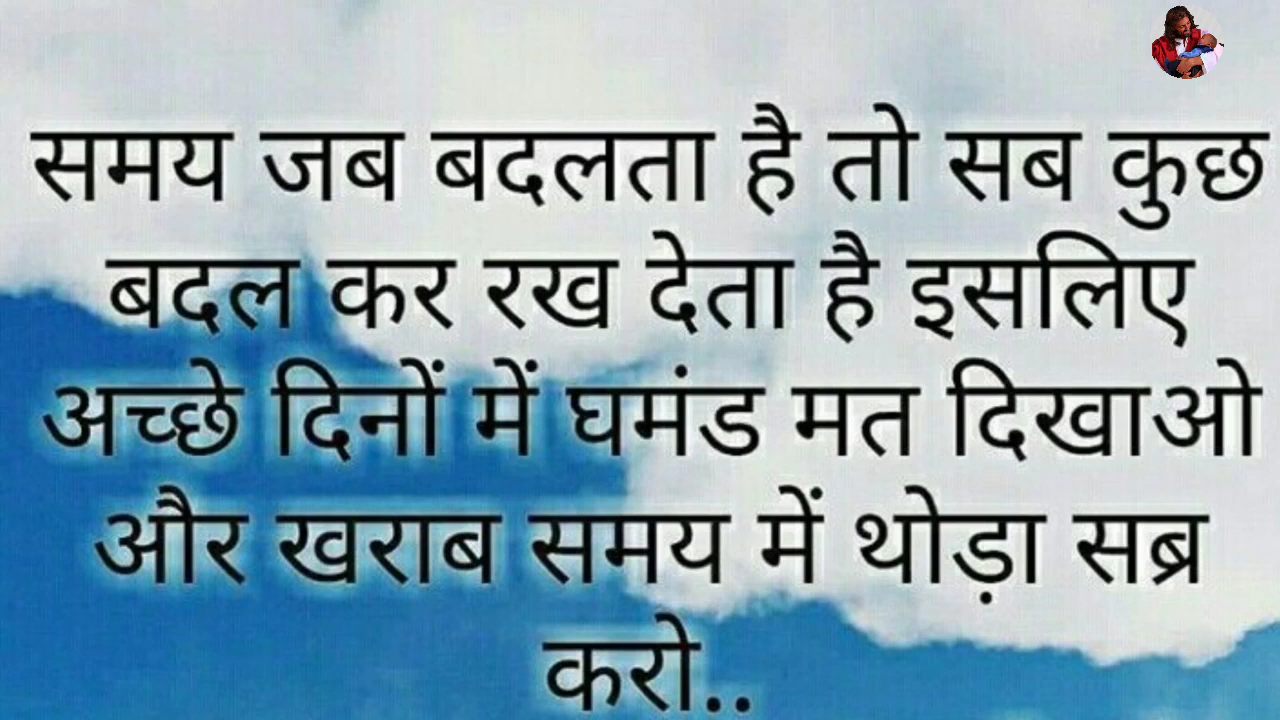 समय जब बदलता है तो सब कुछ
बदल कर रख देता है इसलिए
अच्छे दिनों में घमंड मत दिखाओ
और खराब समय में थोड़ा सब्र
करो..